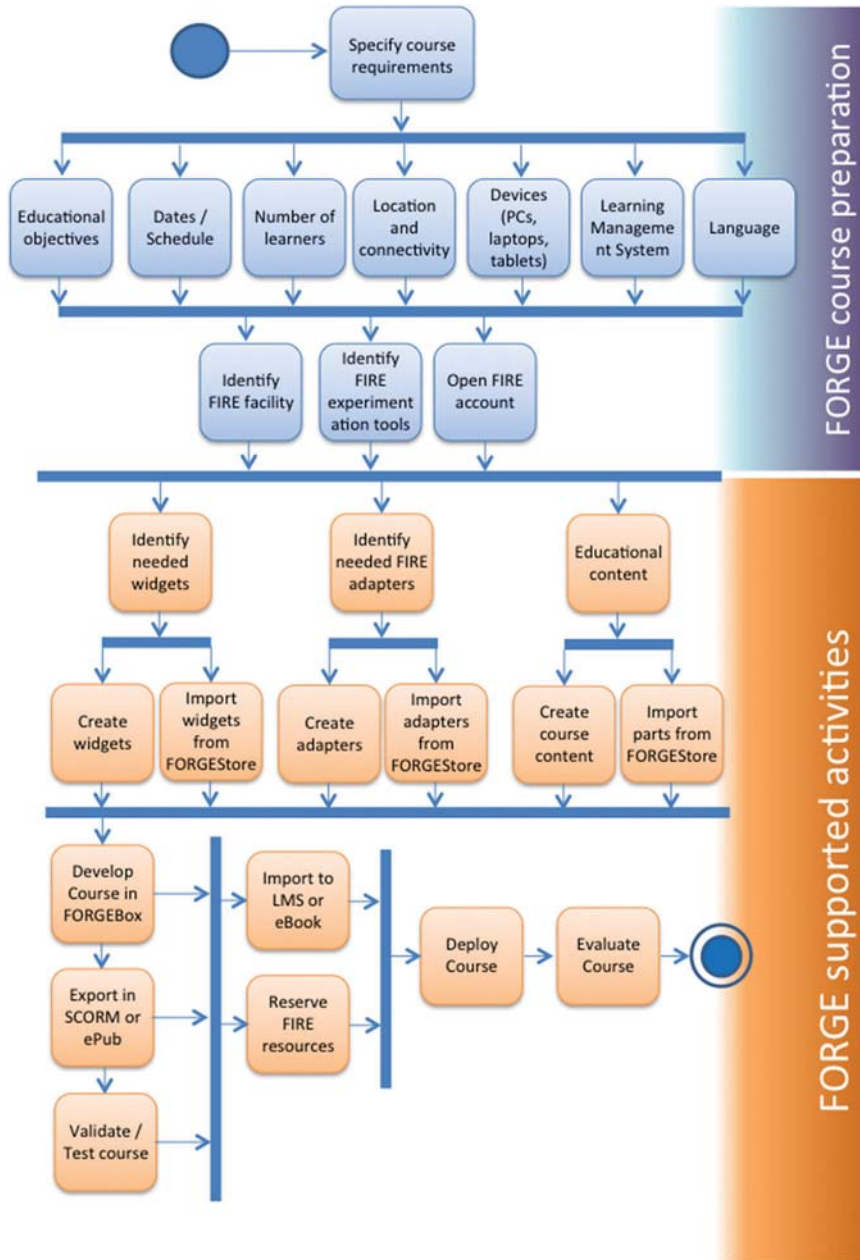 Specify course
requirements
FORGE course preparation
Educational
objectives
Dates /
Schedule
Number of
learners
Location
and
connectivity
Devices
(PCs,
laptops,
tablets)
Learning
Manageme
nt System
Language
Identify
FIRE facility
Identify
FIRE
experiment
ation tools
Open FIRE
account
FORGE supported activities
Identify
needed
widgets
Identify
needed FIRE
adapters
Educational
content
Create
widgets
Import
widgets
from
FORGEStore
Create
adapters
Import
adapters
from
FORGEStore
Create
course
content
Import
parts from
FORGEStore
Develop
Course in
FORGEBox
Import to
LMS or
eBook
Deploy
Course
Evaluate
Course
Export in
SCORM or
ePub
Reserve
FIRE
resources
Validate /
Test course